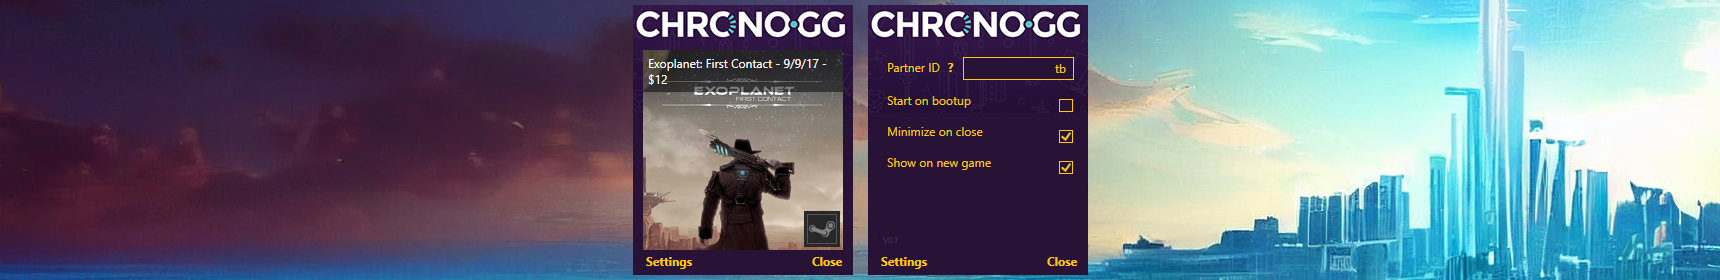 CHRONO.GG
Exoplanet: First Contact - 9/9/17 -
$12
EXOPLANET
FIRST CONTACT
Settings Close
CHRONO.GG
Partner ID ? tb
Start on bootup
Minimize on close
Show on new game
V0.7
Settings Close